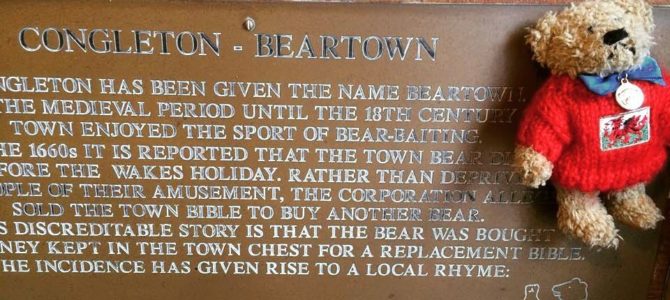 CONGLETON - BEARTOWN
NGLETON HAS BEEN GIVEN THE NAME BEARTOWN
THE MEDIEVAL PERIOD UNTIL THE 18TH CENTURY
TOWN ENJOYED THE SPORT OF BEAR-BAITING.
HE 1660s IT IS REPORTED THAT THE TOWN BEAR DI
FORE THE WAKES HOLIDAY. RATHER THAN DEPRIV
OPLE OF THEIR AMUSEMENT, THE CORPORATION ALLEG
SOLD THE TOWN BIBLE TO BUY ANOTHER BEAR.
S DISCREDITABLE STORY IS THAT THE BEAR WAS BOUGHT
NEY KEPT IN THE TOWN CHEST FOR A REPLACEMENT BIBLE.
HE INCIDENCE HAS GIVEN RISE TO A LOCAL RHYME: